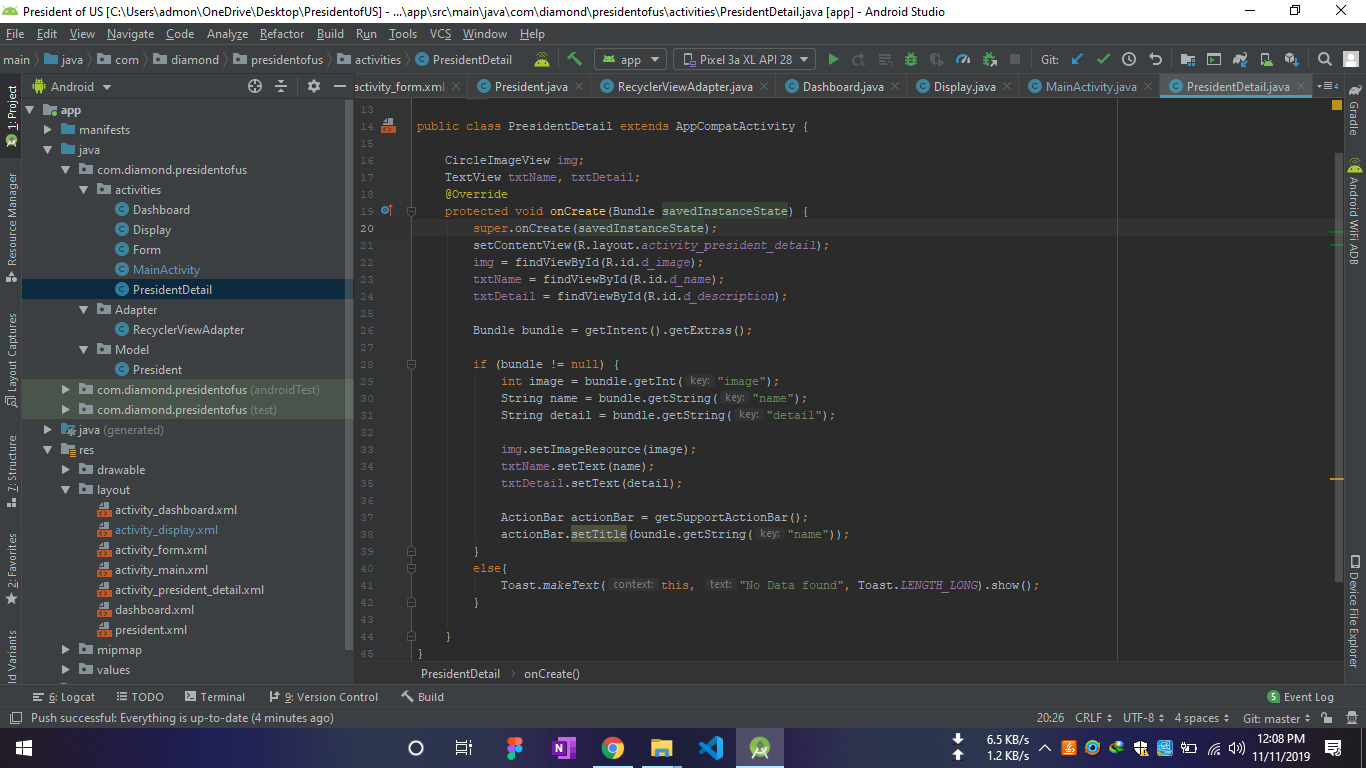 President of US [C:\Users\admon\OneDrive\Desktop\PresidentofUS] - ...\app\src\main\java\com\diamond\presidentofus\activities\PresidentDetail.java [app] - Android Studio
File Edit View Navigate Code Analyze Refactor Build Run Tools VCS Window Help
main java com diamond presidentofus activities PresidentDetail app Pixel 3a XL API 28 Git:
Android activity_form.xml President.java RecyclerViewAdapter.java Dashboard.java Display.java MainActivity.java PresidentDetail.java 4
1: Project
Resource Manager
Layout Captures
7: Structure
2: Favorites
ld Variants
app
manifests
java
com.diamond.presidentofus
activities
Dashboard
Display
Form
MainActivity
PresidentDetail
Adapter
RecyclerViewAdapter
Model
President
com.diamond.presidentofus (androidTest)
com.diamond.presidentofus (test)
java (generated)
res
drawable
layout
activity_dashboard.xml
activity_display.xml
activity_form.xml
activity_main.xml
activity_president_detail.xml
dashboard.xml
president.xml
mipmap
values
13
14 public class PresidentDetail extends AppCompatActivity {
15
16 CircleImageView img;
17 TextView txtName, txtDetail;
18 @Override
19 protected void onCreate(Bundle savedInstanceState) {
20 super.onCreate(savedInstanceState);
21 setContentView(R.layout.activity_president_detail);
22 img = findViewById(R.id.d_image);
23 txtName = findViewById(R.id.d_name);
24 txtDetail = findViewById(R.id.d_description);
25
26 Bundle bundle = getIntent().getExtras();
27
28 if (bundle != null) {
29 int image = bundle.getInt( key: "image");
30 String name = bundle.getString( key: "name");
31 String detail = bundle.getString( key: "detail");
32
33 img.setImageResource(image);
34 txtName.setText(name);
35 txtDetail.setText(detail);
36
37 ActionBar actionBar = getSupportActionBar();
38 actionBar.setTitle(bundle.getString( key: "name"));
39 }
40 else{
41 Toast.makeText( context: this, text: "No Data found", Toast.LENGTH_LONG).show();
42 }
43
44 }
45 }
Gradle
Android WiFi ADB
Device File Explorer
PresidentDetail onCreate()
6: Logcat TODO Terminal 9: Version Control Build 5 Event Log
Push successful: Everything is up-to-date (4 minutes ago) 20:26 CRLF UTF-8 4 spaces Git: master
6.5 KB/s
1.2 KB/s
12:08 PM
11/11/2019